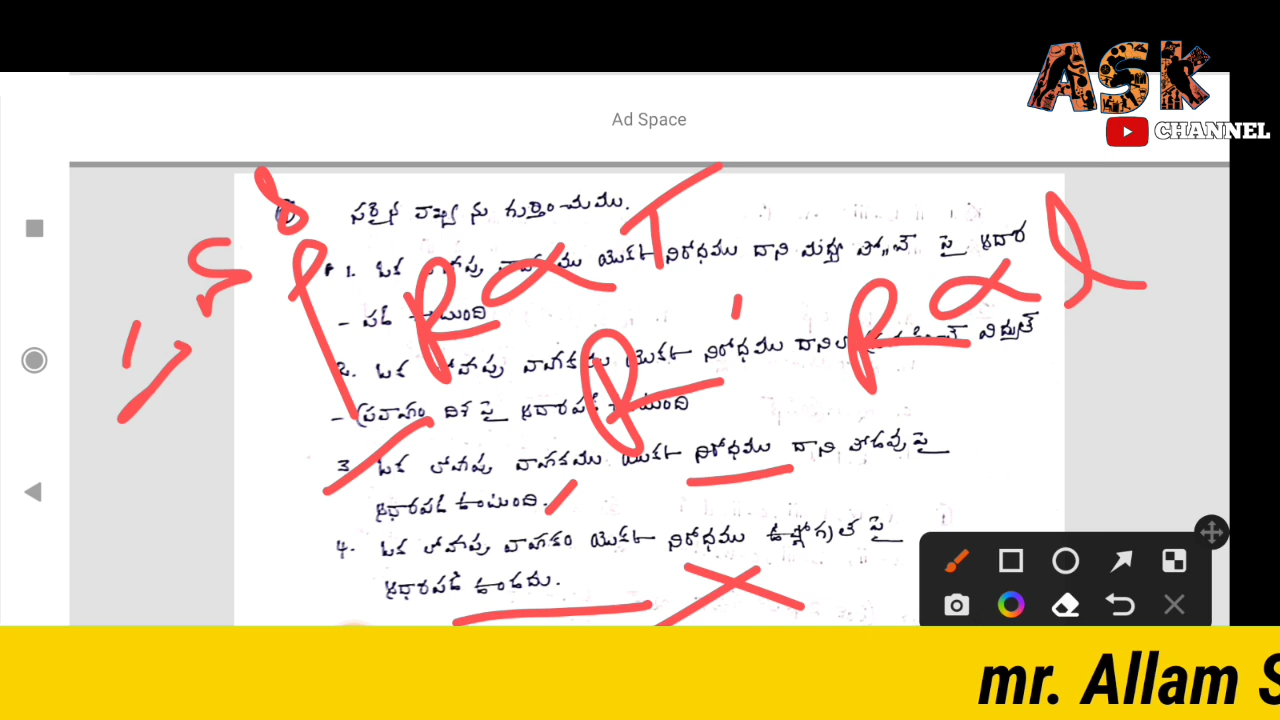 ASK
CHANNEL
Ad Space
సరైన వాఖ్య ను గుర్తించుము.
1. ఒక వాహకము యొక్క నిరోధము దాని మధ్య పై ఆధార
- పడి ఉంటుంది
2. ఒక లోహపు వాహకము యొక్క నిరోధము విద్యుత్
- ప్రవాహం దిశ పై ఆధారపడి ఉంటుంది
3. ఒక లోహపు వాహకము యొక్క నిరోధము దాని పొడవు పై
ఆధారపడి ఉంటుంది.
4. ఒక లోహపు వాహకం యొక్క నిరోధము ఉష్ణోగ్రత పై
ఆధారపడి ఉండదు.
R α T
R α l
R
mr. Allam S